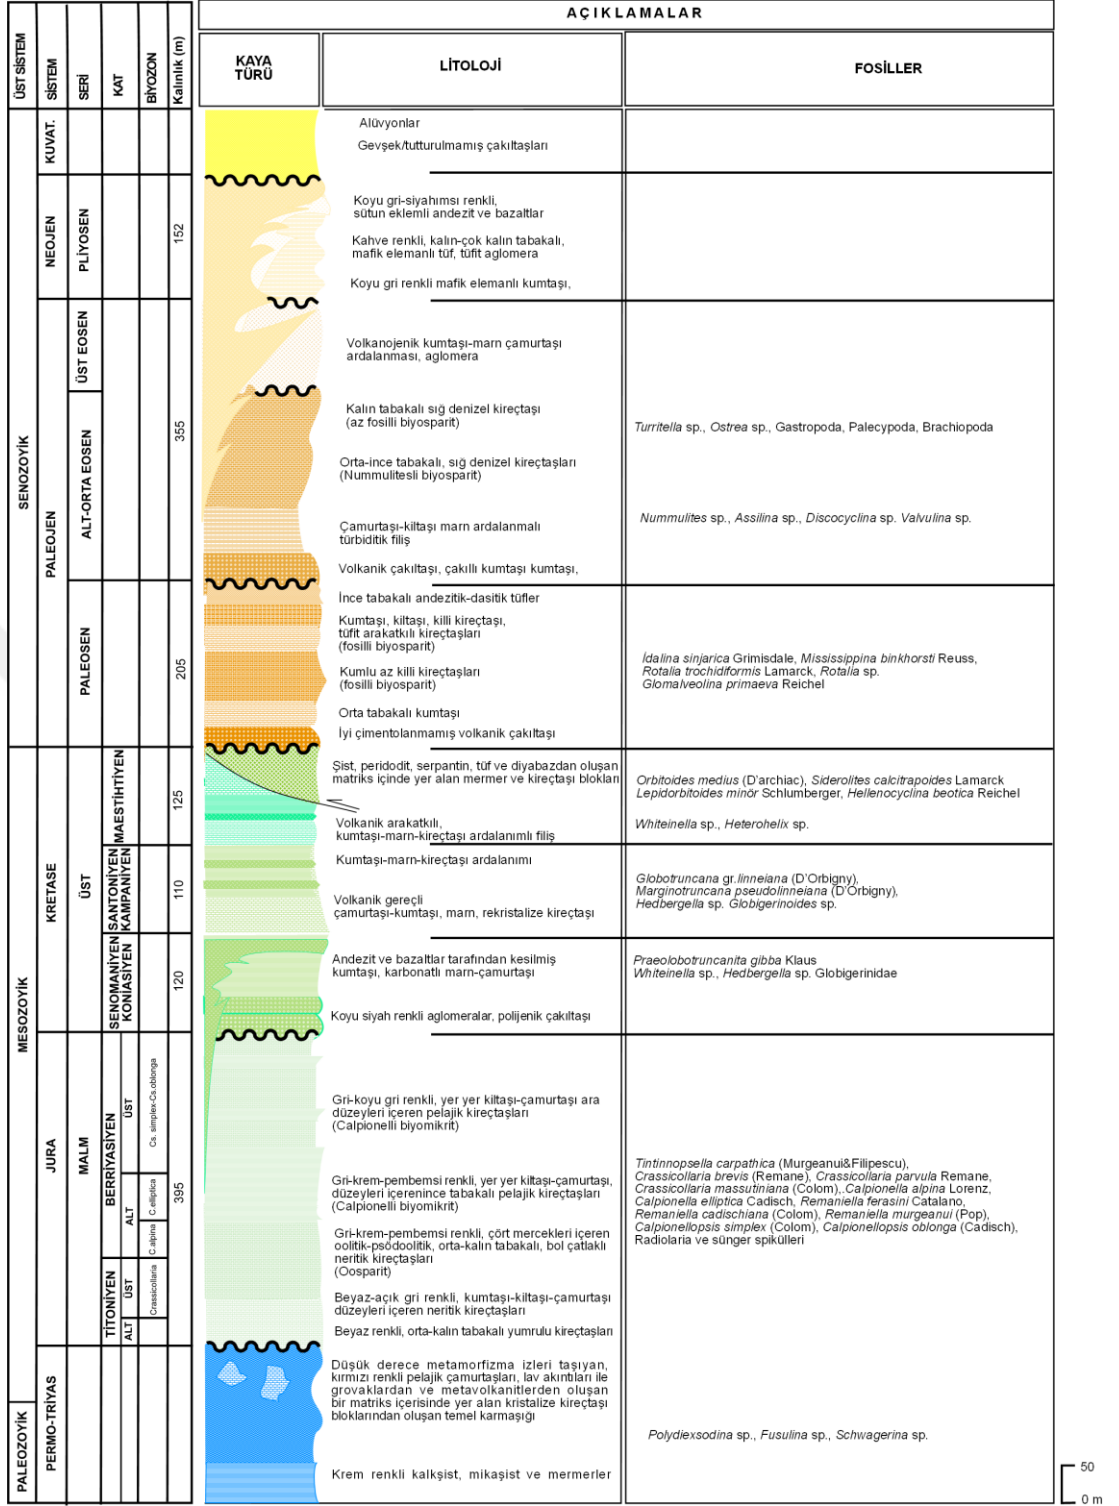 AÇIKLAMALAR
ÜST SİSTEM
SİSTEM
SERİ
KAT
BİYOZON
Kalınlık (m)
KAYA
TÜRÜ
LİTOLOJİ
FOSİLLER
SENOZOYİK
MESOZOYİK
PALEOZOYİK
KUVAT.
NEOJEN
PALEOJEN
KRETASE
JURA
PERMO-TRİYAS
PLİYOSEN
ÜST EOSEN
ALT-ORTA EOSEN
PALEOSEN
ÜST
MALM
MAESTİHTİYEN
SANTONİYEN
KAMPANİYEN
SENOMANİYEN
KONİASİYEN
BERRİYASİYEN
TİTONİYEN
ÜST
ALT
ÜST
ALT
Cs. simplex-Cs.oblonga
C.elliptica
C.alpina
Crassicollaria
152
355
205
125
110
120
395
Alüvyonlar
Gevşek/tutturulmamış çakıltaşları
Koyu gri-siyahımsı renkli,
sütun eklemli andezit ve bazaltlar
Kahve renkli, kalın-çok kalın tabakalı,
mafik elemanlı tüf, tüfit aglomera
Koyu gri renkli mafik elemanlı kumtaşı,
Volkanojenik kumtaşı-marn çamurtaşı
ardalanması, aglomera
Kalın tabakalı sığ denizel kireçtaşı
(az fosilli biyosparit)
Turritella sp., Ostrea sp., Gastropoda, Palecypoda, Brachiopoda
Orta-ince tabakalı, sığ denizel kireçtaşları
(Nummulitesli biyosparit)
Nummulites sp., Assilina sp., Discocyclina sp. Valvulina sp.
Çamurtaşı-kiltaşı marn ardalanmalı
türbiditik filiş
Volkanik çakıltaşı, çakıllı kumtaşı kumtaşı,
İnce tabakalı andezitik-dasitik tüfler
Kumtaşı, kiltaşı, killi kireçtaşı,
tüfit arakatkılı kireçtaşları
(fosilli biyosparit)
İdalina sinjarica Grimisdale, Mississippina binkhorsti Reuss,
Rotalia trochidiformis Lamarck, Rotalia sp.
Glomalveolina primaeva Reichel
Kumlu az killi kireçtaşları
(fosilli biyosparit)
Orta tabakalı kumtaşı
İyi çimentolanmamış volkanik çakıltaşı
Şist, peridodit, serpantin, tüf ve diyabazdan oluşan
matriks içinde yer alan mermer ve kireçtaşı blokları
Orbitoides medius (D'archiac), Siderolites calcitrapoides Lamarck
Lepidorbitoides minör Schlumberger, Hellenocyclina beotica Reichel
Volkanik arakatkılı,
kumtaşı-marn-kireçtaşı ardalanımlı filiş
Whiteinella sp., Heterohelix sp.
Kumtaşı-marn-kireçtaşı ardalanımı
Volkanik gereçli
çamurtaşı-kumtaşı, marn, rekristalize kireçtaşı
Globotruncana gr.linneiana (D'Orbigny),
Marginotruncana pseudolinneiana (D'Orbigny),
Hedbergella sp. Globigerinoides sp.
Andezit ve bazaltlar tarafından kesilmiş
kumtaşı, karbonatlı marn-çamurtaşı
Praeolobotruncanita gibba Klaus
Whiteinella sp., Hedbergella sp. Globigerinidae
Koyu siyah renkli aglomeralar, polijenik çakıltaşı
Gri-koyu gri renkli, yer yer kiltaşı-çamurtaşı ara
düzeyleri içeren pelajik kireçtaşları
(Calpionelli biyomikrit)
Gri-krem-pembemsi renkli, yer yer kiltaşı-çamurtaşı,
düzeyleri içerenince tabakalı pelajik kireçtaşları
(Calpionelli biyomikrit)
Tintinnopsella carpathica (Murgeanui&Filipescu),
Crassicollaria brevis (Remane), Crassicollaria parvula Remane,
Crassicollaria massutiniana (Colom),.Calpionella alpina Lorenz,
Calpionella elliptica Cadisch, Remaniella ferasini Catalano,
Remaniella cadischiana (Colom), Remaniella murgeanui (Pop),
Calpionellopsis simplex (Colom), Calpionellopsis oblonga (Cadisch),
Radiolaria ve sünger spikülleri
Gri-krem-pembemsi renkli, çört mercekleri içeren
oolitik-psödoolitik, orta-kalın tabakalı, bol çatlaklı
neritik kireçtaşları
(Oosparit)
Beyaz-açık gri renkli, kumtaşı-kiltaşı-çamurtaşı
düzeyleri içeren neritik kireçtaşları
Beyaz renkli, orta-kalın tabakalı yumrulu kireçtaşları
Düşük derece metamorfizma izleri taşıyan,
kırmızı renkli pelajik çamurtaşları, lav akıntıları ile
grovaklardan ve metavolkanitlerden oluşan
bir matriks içerisinde yer alan kristalize kireçtaşı
bloklarından oluşan temel karmaşığı
Polydiexsodina sp., Fusulina sp., Schwagerina sp.
Krem renkli kalkşist, mikaşist ve mermerler
50
0 m